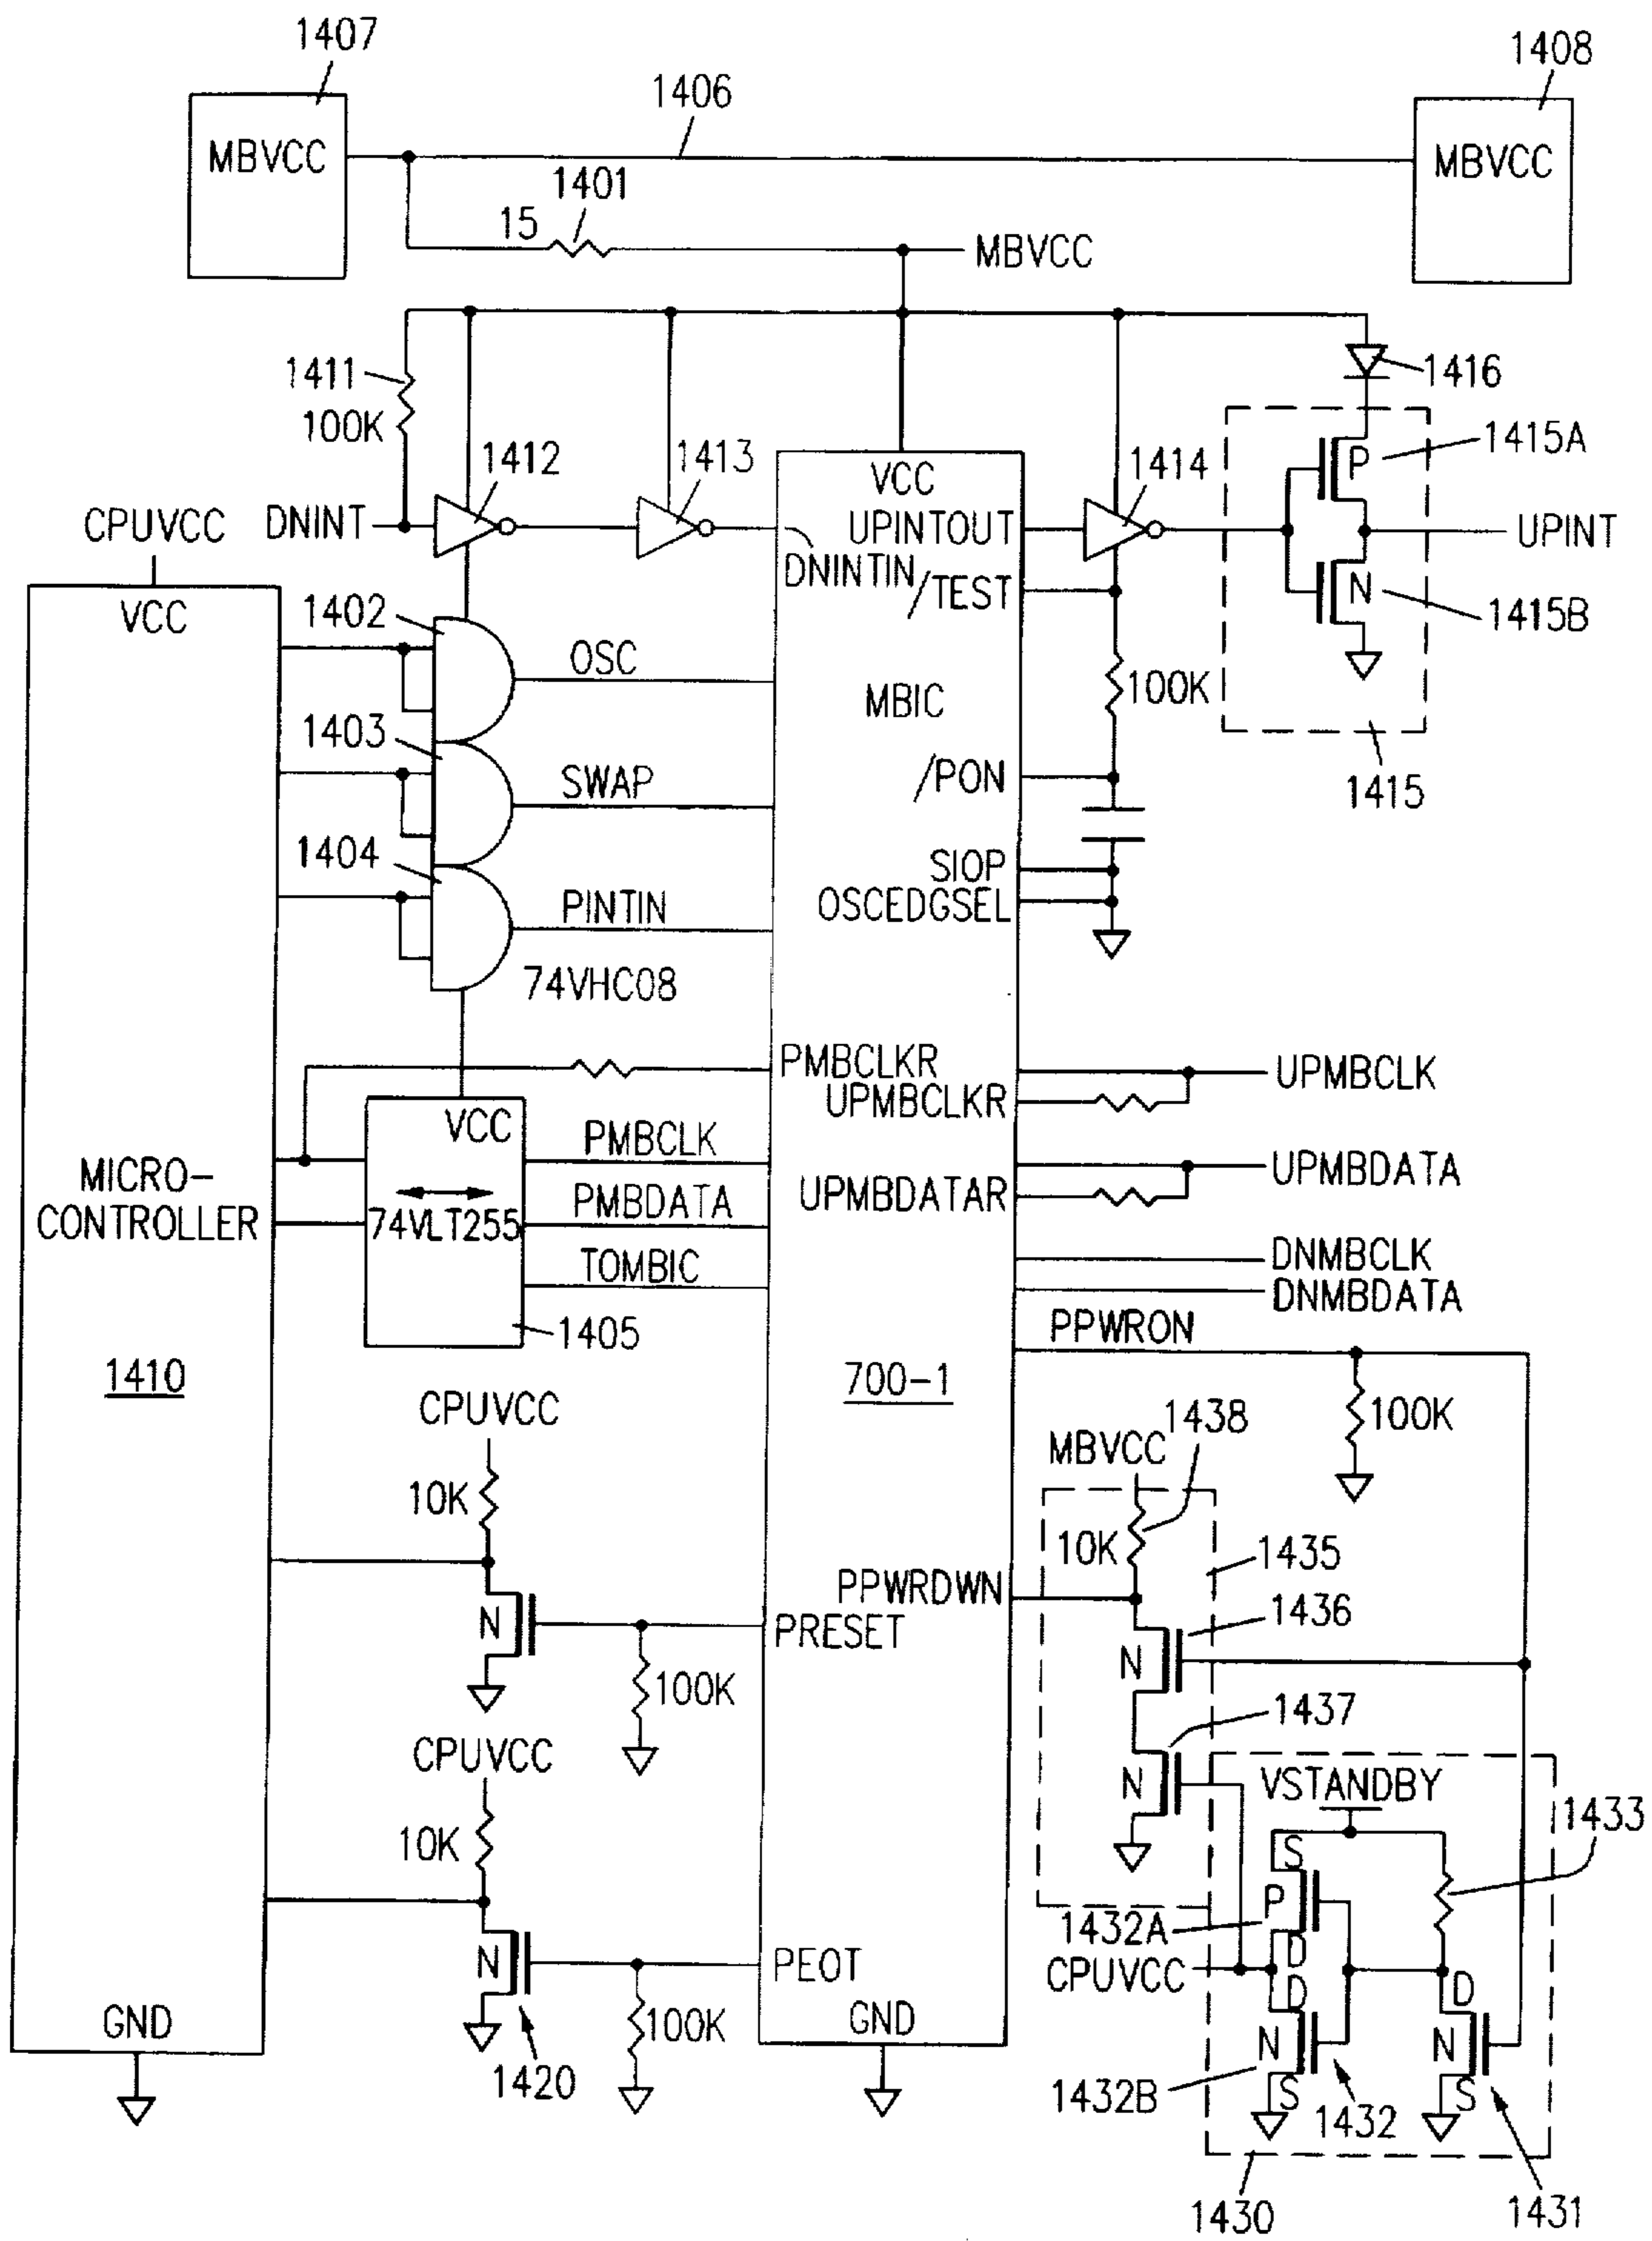 1407
1408
1406
MBVCC
MBVCC
1401
15
MBVCC
1411
100K
1416
1415A
P
1412
1413
1414
VCC
CPUVCC
DNINT
UPINTOUT
UPINT
DNINTIN
/TEST
N
1415B
VCC
1402
OSC
MBIC
100K
1403
SWAP
/PON
1415
1404
SIOP
PINTIN
OSCEDGSEL
74VHC08
PMBCLKR
UPMBCLK
UPMBCLKR
VCC
PMBCLK
UPMBDATA
MICRO-
CONTROLLER
74VLT255
PMBDATA
UPMBDATAR
TOMBIC
DNMBCLK
DNMBDATA
1405
PPWRON
1410
700-1
CPUVCC
1438
100K
MBVCC
10K
10K
1435
PPWRDWN
1436
N
PRESET
N
100K
1437
CPUVCC
N
VSTANDBY
1433
10K
S
P
1432A
D
N
PEOT
CPUVCC
D
D
100K
GND
GND
N
N
1420
1432B
S
1432
S
1430
1431